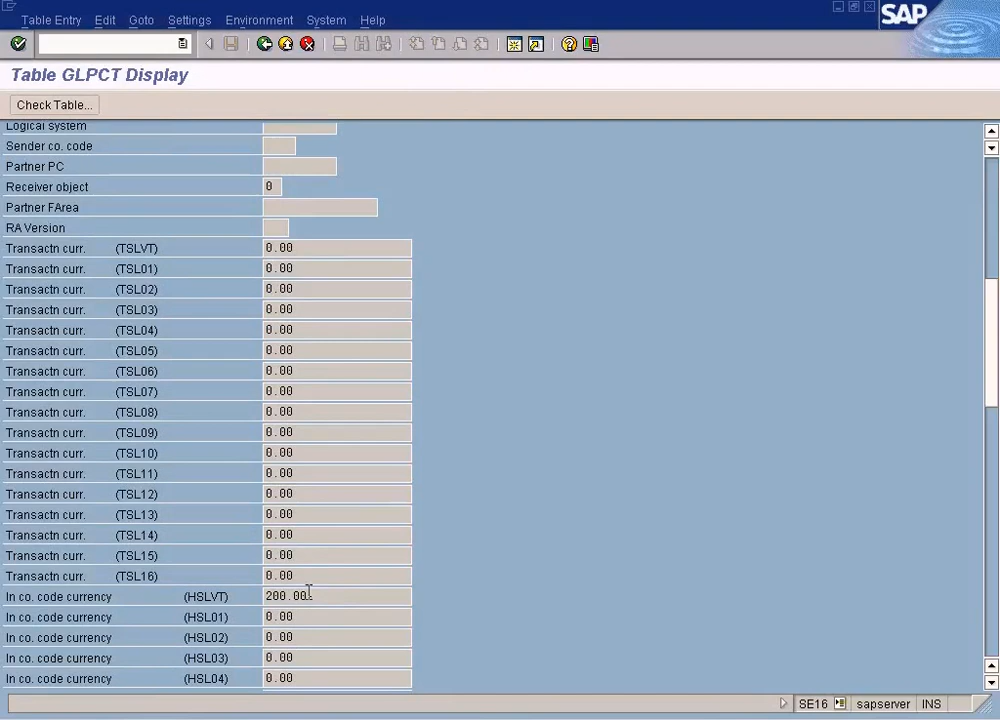 Table Entry Edit Goto Settings Environment System Help
SAP
Table GLPCT Display
Check Table...
Logical system
Sender co. code
Partner PC
Receiver object 0
Partner FArea
RA Version
Transactn curr. (TSLVT) 0.00
Transactn curr. (TSL01) 0.00
Transactn curr. (TSL02) 0.00
Transactn curr. (TSL03) 0.00
Transactn curr. (TSL04) 0.00
Transactn curr. (TSL05) 0.00
Transactn curr. (TSL06) 0.00
Transactn curr. (TSL07) 0.00
Transactn curr. (TSL08) 0.00
Transactn curr. (TSL09) 0.00
Transactn curr. (TSL10) 0.00
Transactn curr. (TSL11) 0.00
Transactn curr. (TSL12) 0.00
Transactn curr. (TSL13) 0.00
Transactn curr. (TSL14) 0.00
Transactn curr. (TSL15) 0.00
Transactn curr. (TSL16) 0.00
In co. code currency (HSLVT) 200.00
In co. code currency (HSL01) 0.00
In co. code currency (HSL02) 0.00
In co. code currency (HSL03) 0.00
In co. code currency (HSL04) 0.00
SE16 sapserver INS